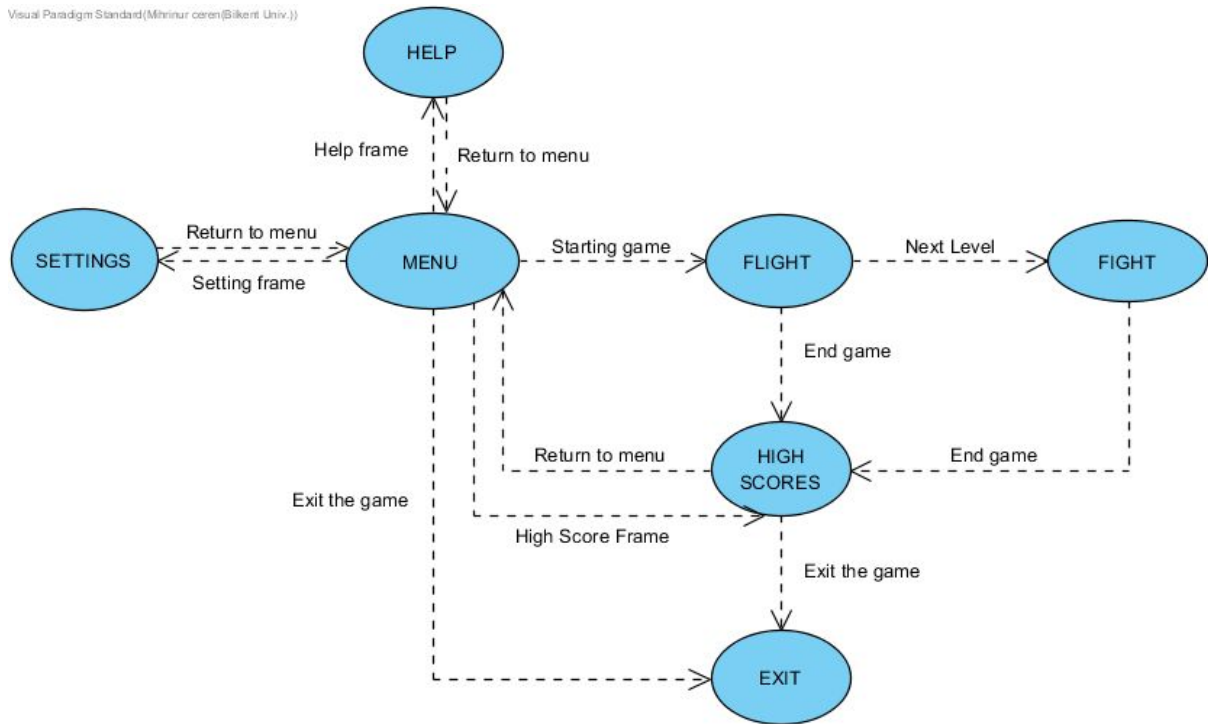 Visual Paradigm Standard(Mihrinur ceren(Bilkent Univ.))
HELP
Help frame
Return to menu
Return to menu
Starting game
Next Level
SETTINGS
MENU
FLIGHT
FIGHT
Setting frame
End game
Return to menu
HIGH
SCORES
End game
Exit the game
High Score Frame
Exit the game
EXIT